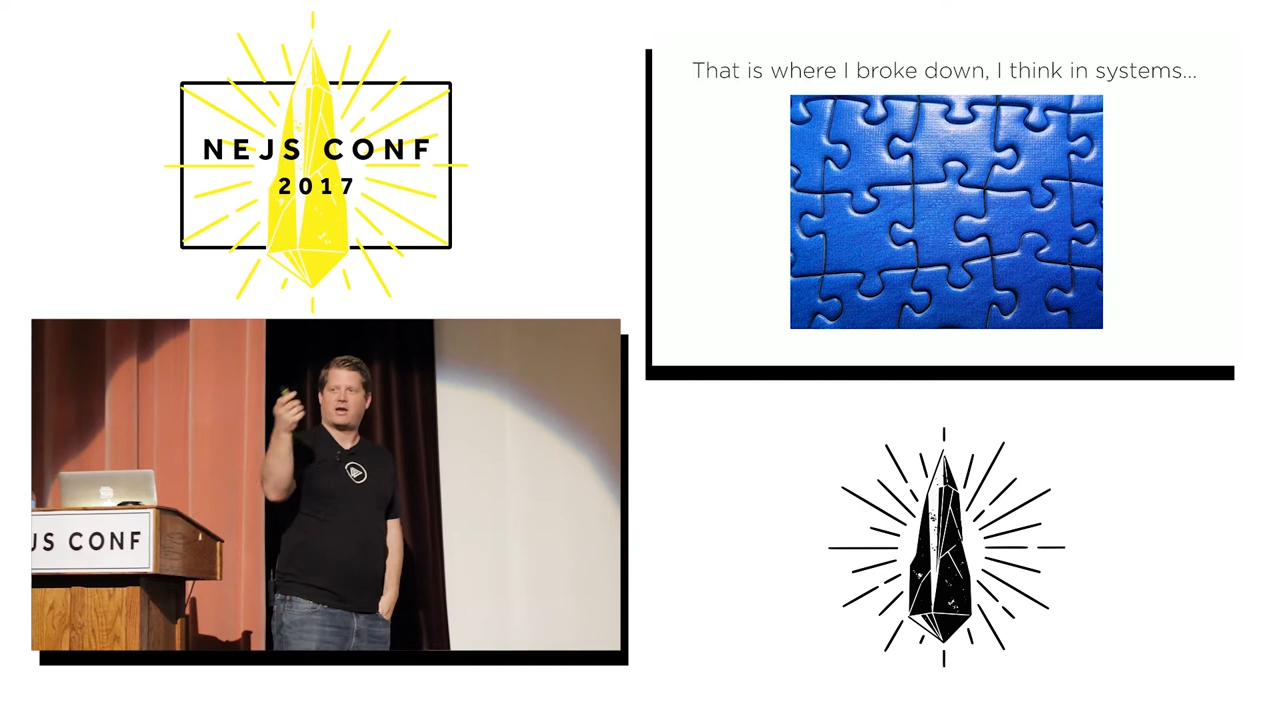 NEJS CONF
2017
That is where I broke down, I think in systems...
JS CONF